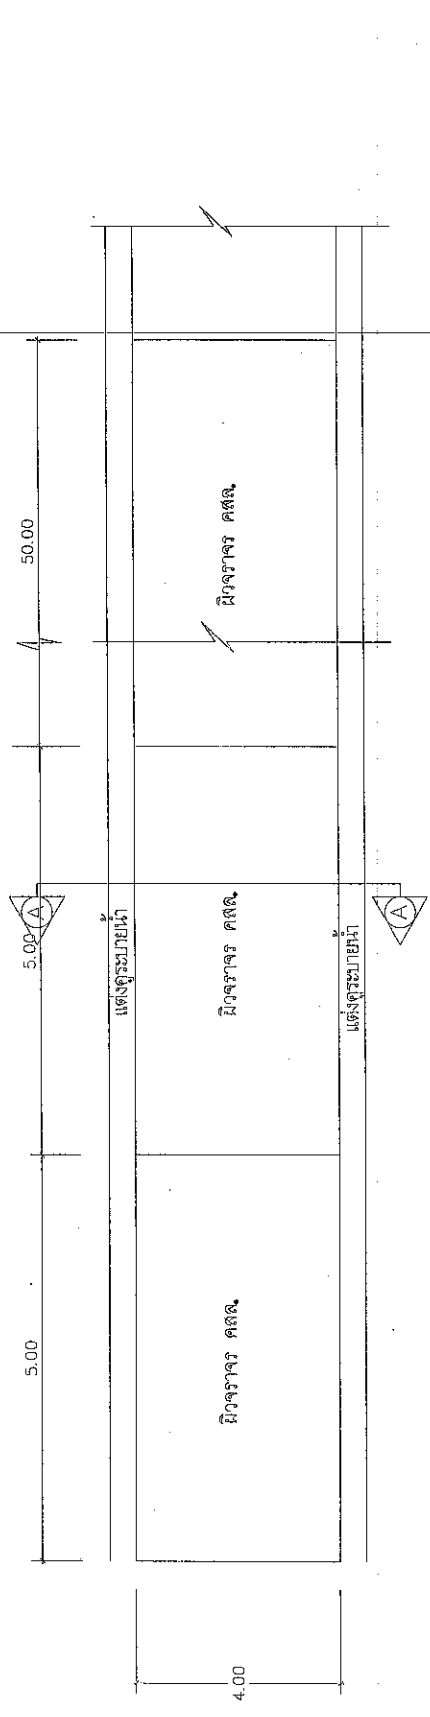 50.00
ผิวจราจร คสล.
5.00
A
A
แต่งคูระบายน้ำ
ผิวจราจร คสล.
แต่งคูระบายน้ำ
5.00
ผิวจราจร คสล.
4.00